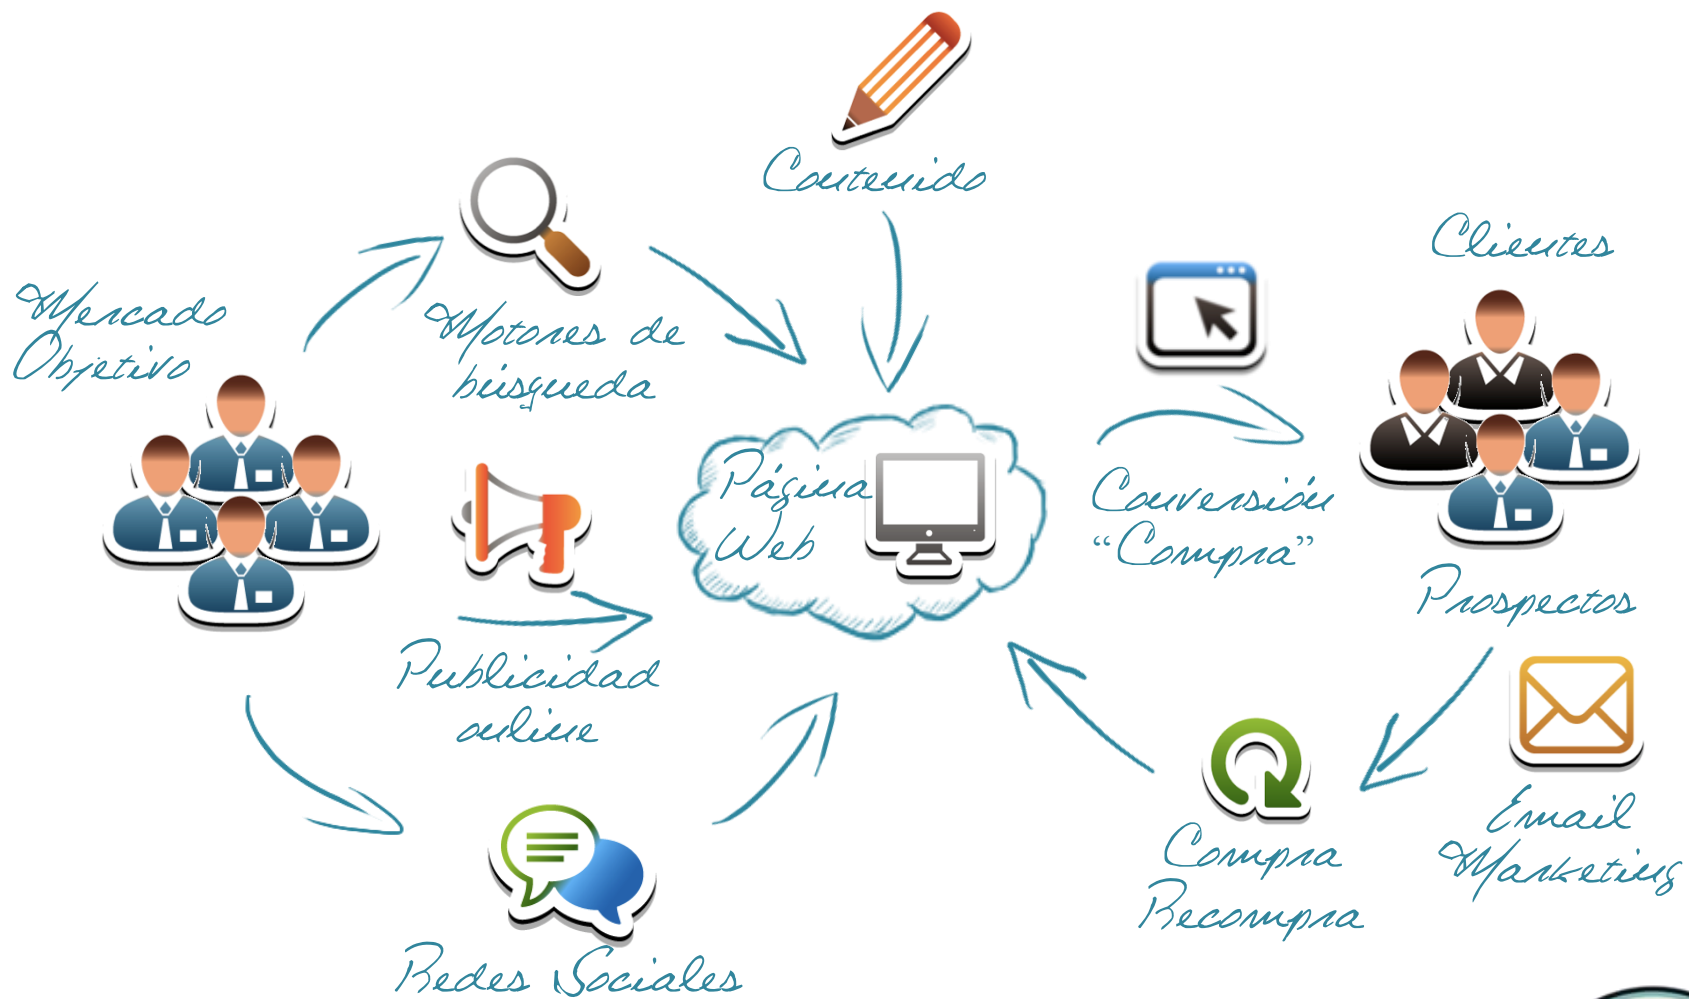 Contenido
Mercado
Objetivo
Motores de
búsqueda
Clientes
Página
Web
Conversión
“Compra”
Prospectos
Publicidad
online
Email
Marketing
Compra
Recompra
Redes Sociales